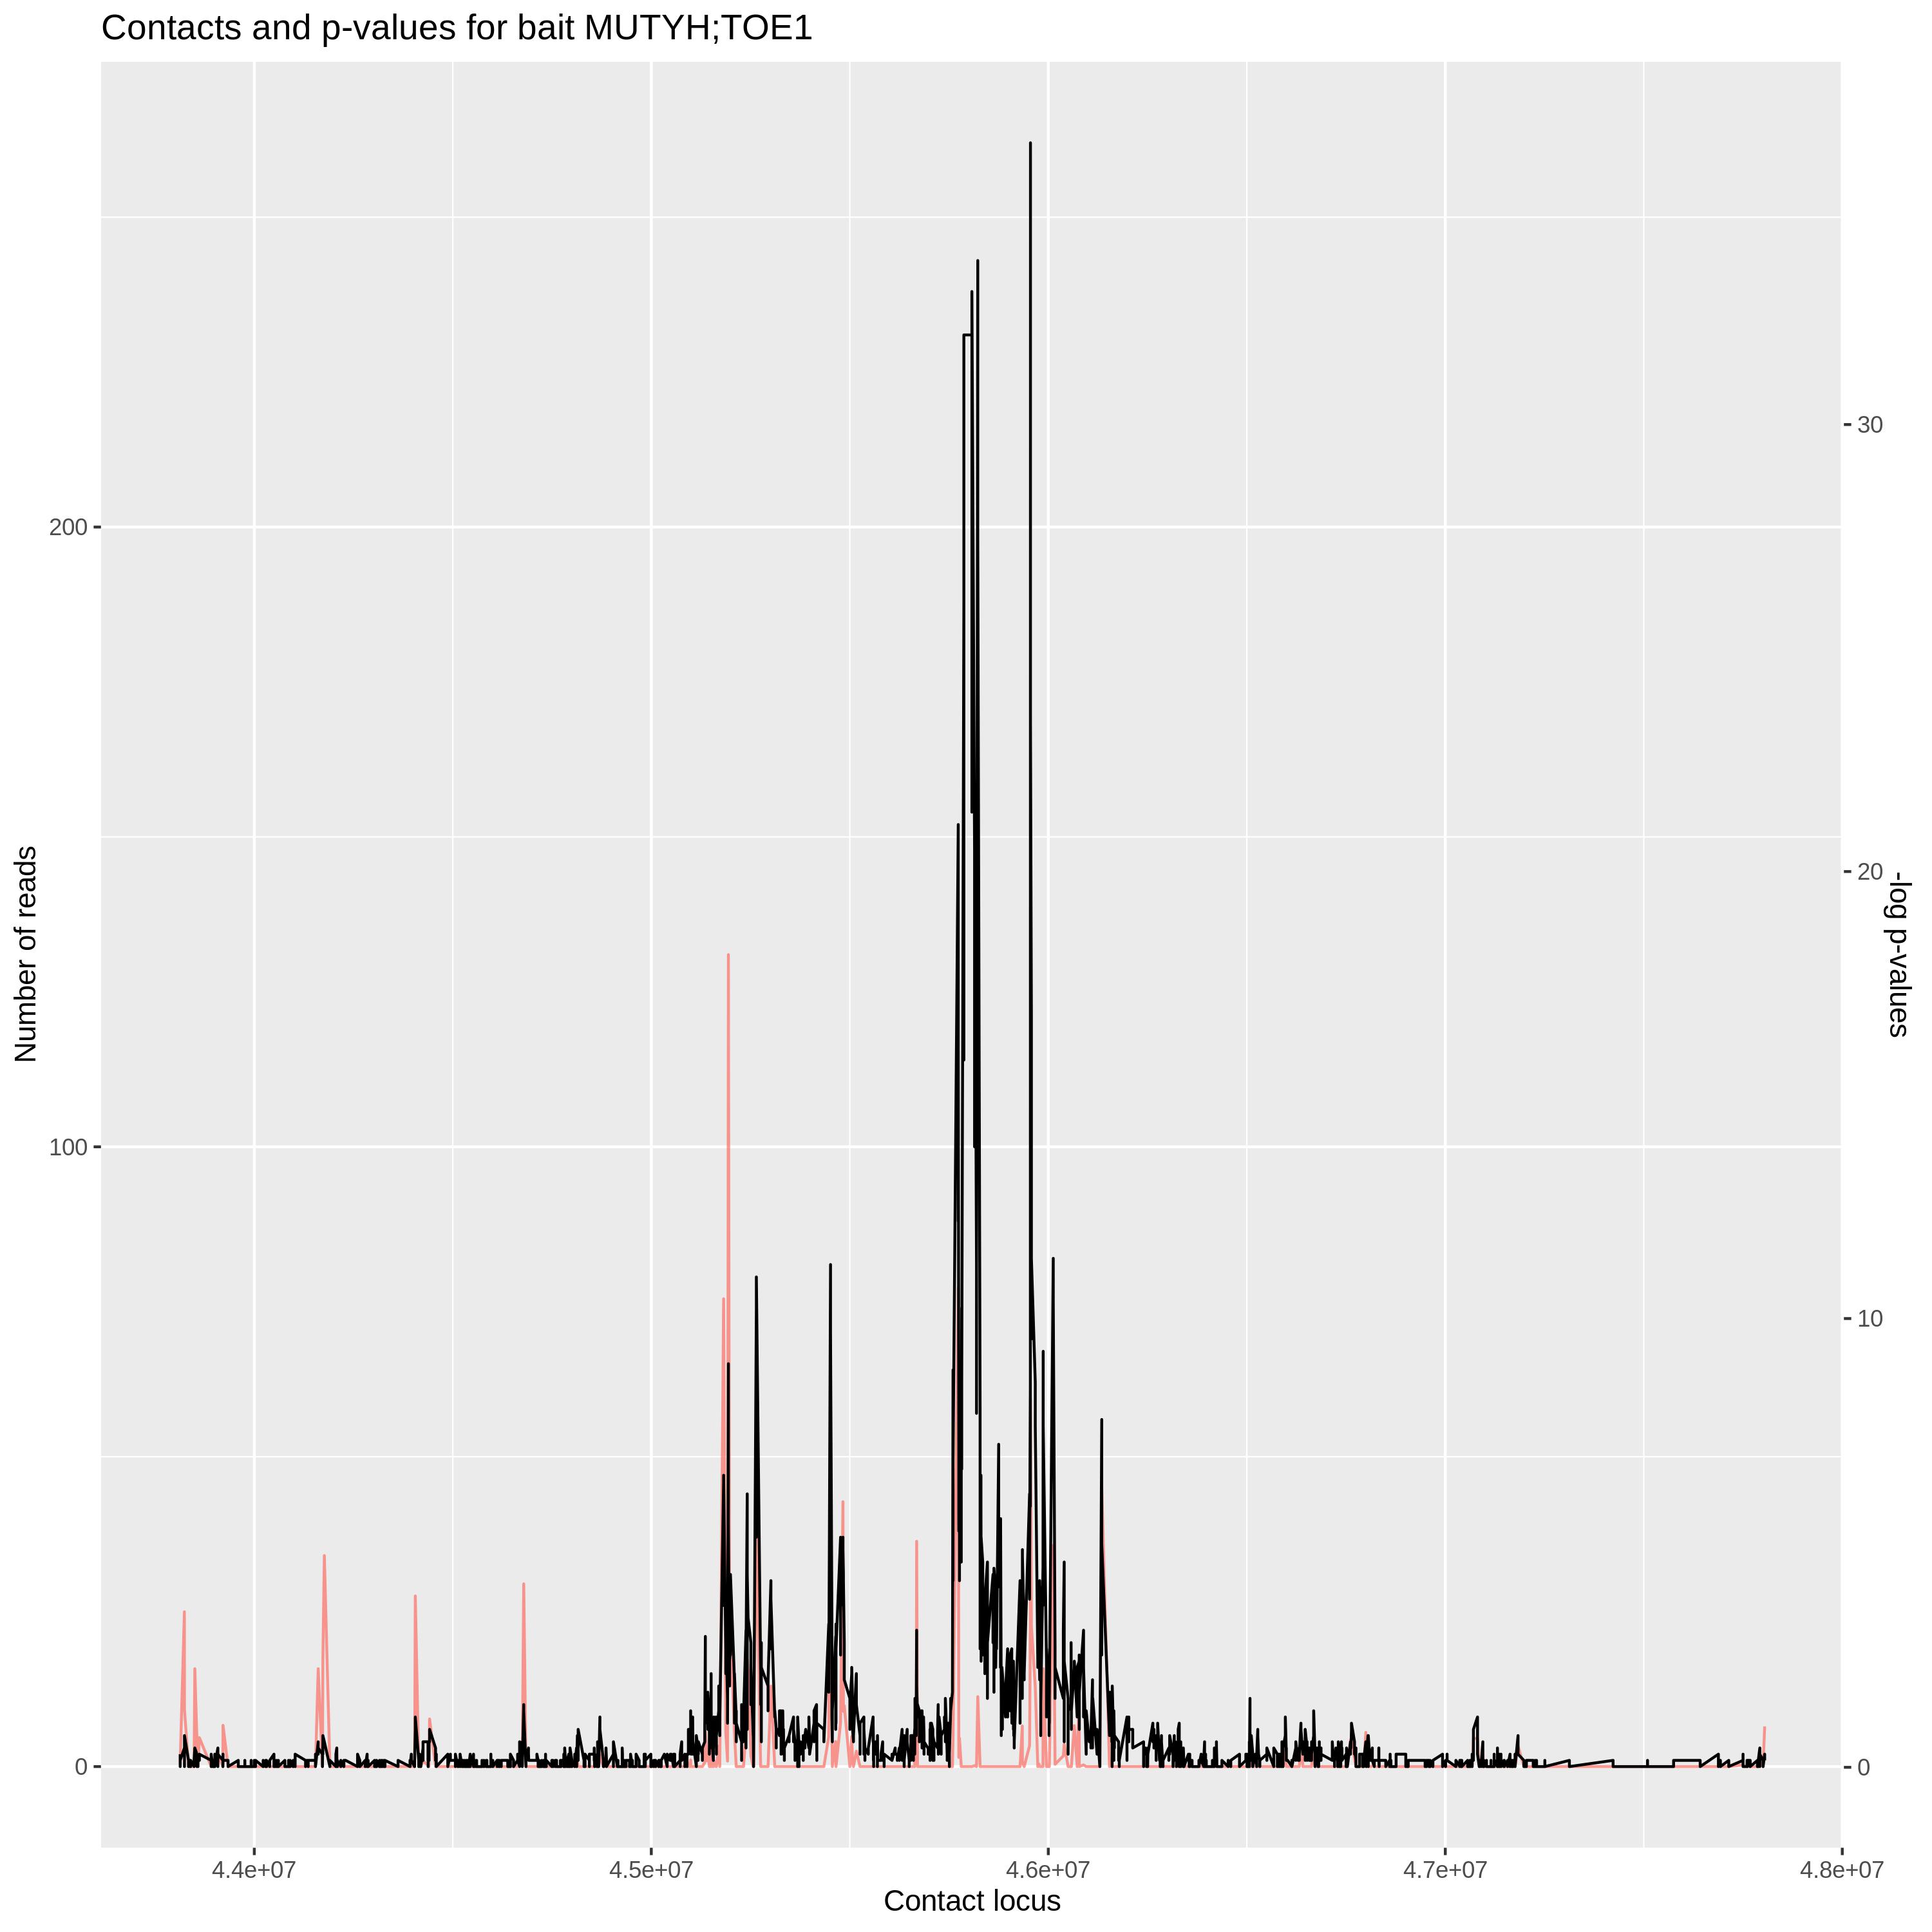 Contacts and p-values for bait MUTYH;TOE1
Number of reads
200
100
0
30
20
10
0
-log p-values
4.4e+07 4.5e+07 4.6e+07 4.7e+07 4.8e+07
Contact locus